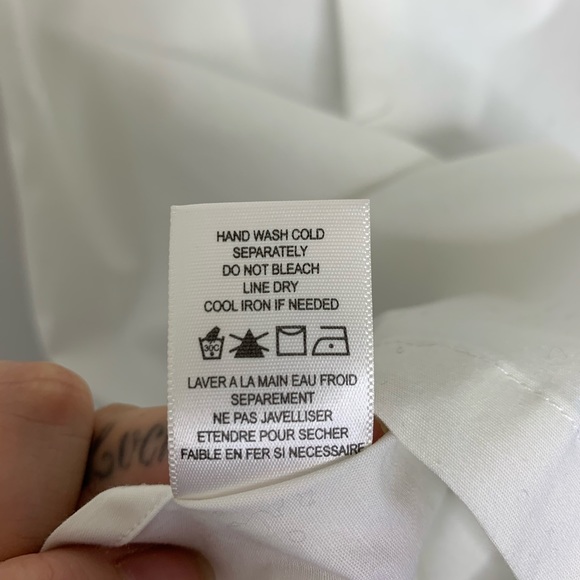 HAND WASH COLD
SEPARATELY
DO NOT BLEACH
LINE DRY
COOL IRON IF NEEDED
30C
LAVER A LA MAIN EAU FROID
SEPAREMENT
NE PAS JAVELLISER
ETENDRE POUR SECHER
FAIBLE EN FER SI NECESSAIRE